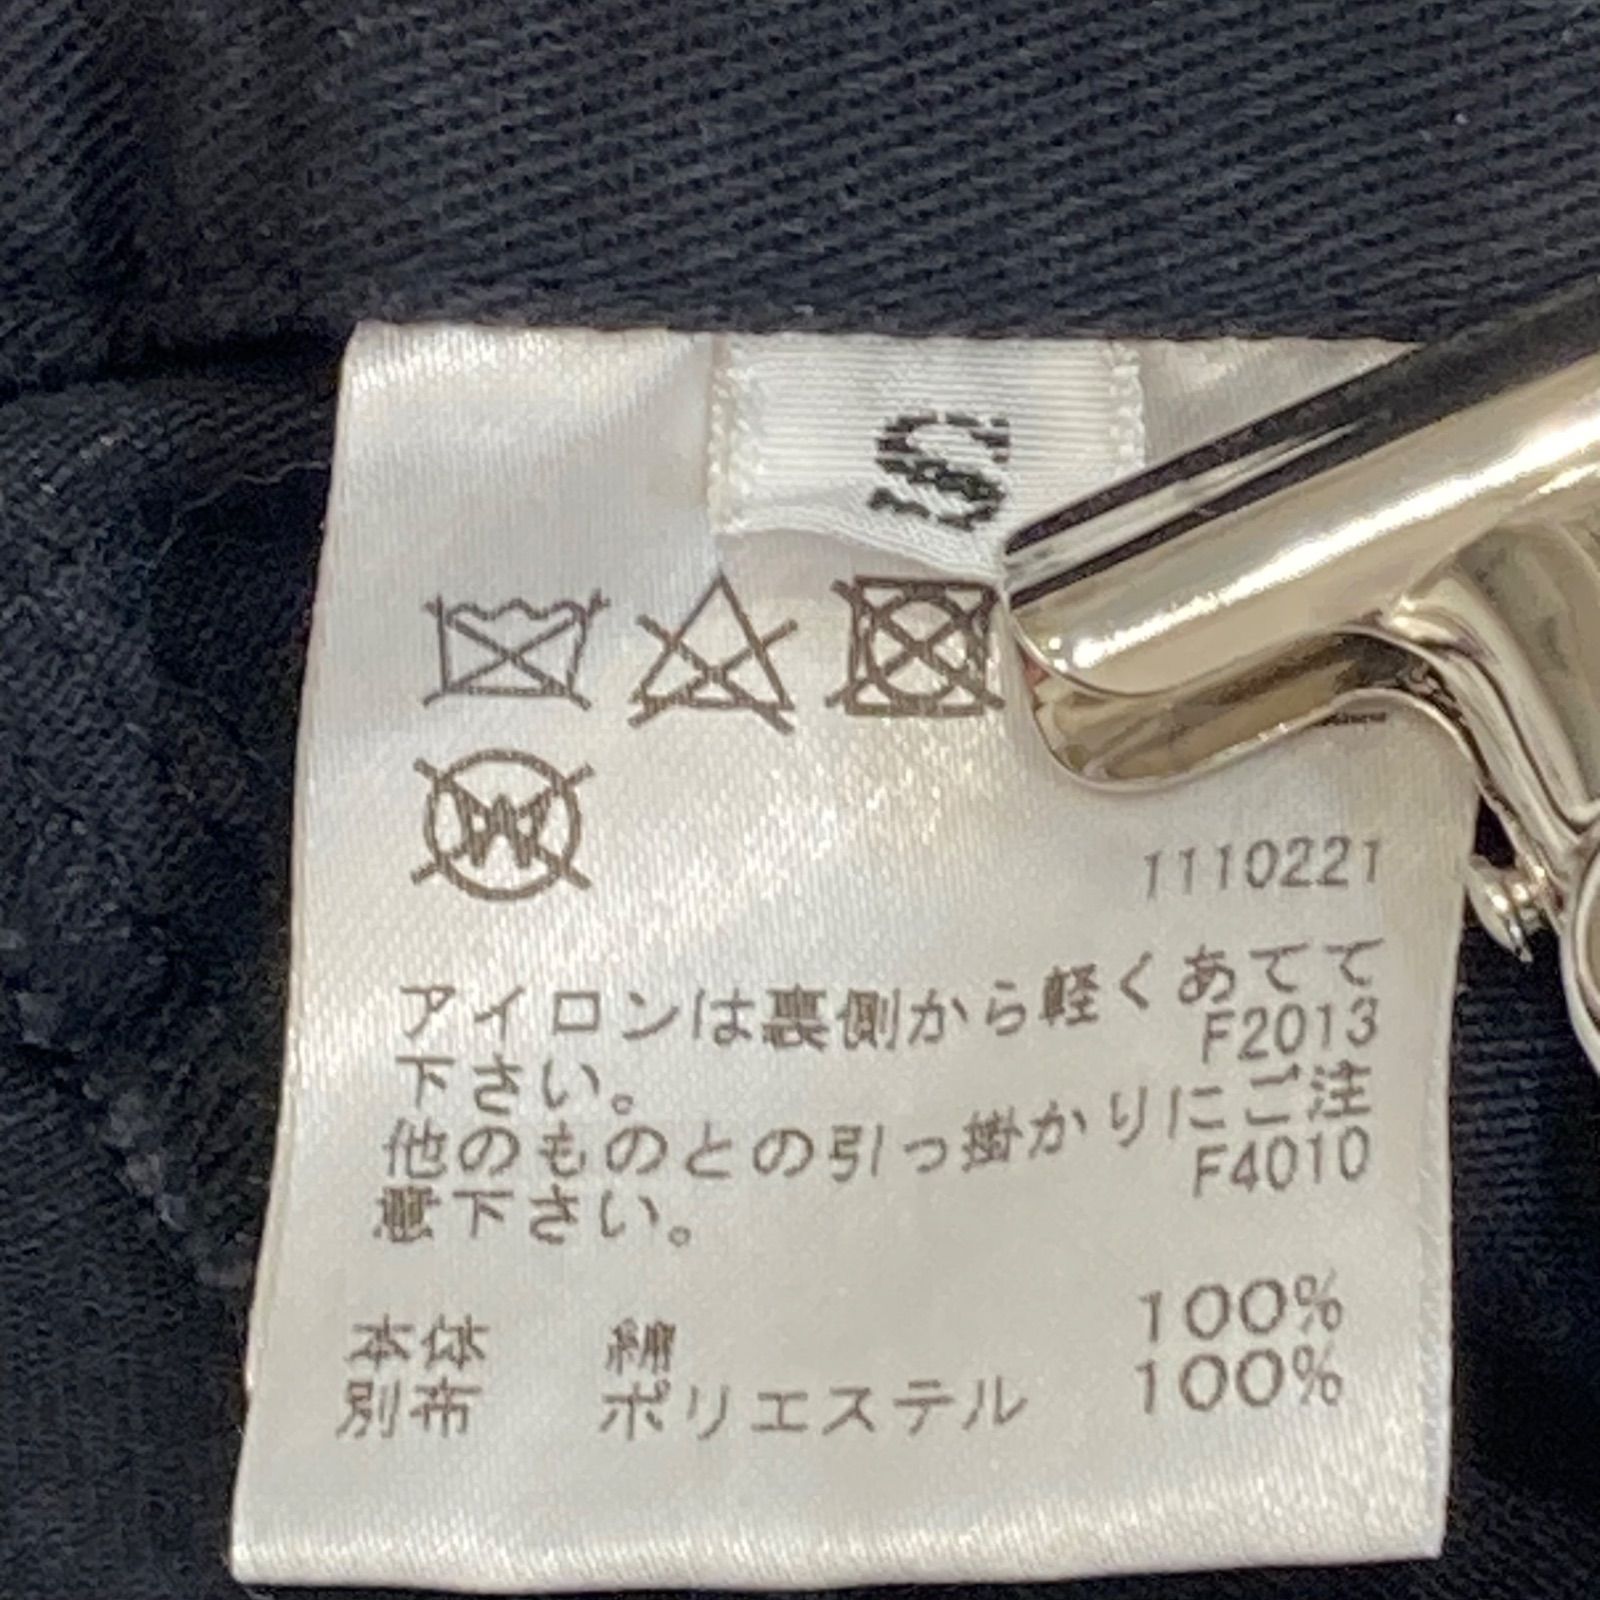 S
W
1110221
アイロンは裏側から軽くあてて
F2013
下さい。
他のものとの引っ掛かりにご注
F4010
意下さい。
本体 綿 100%
別布 ポリエステル 100%